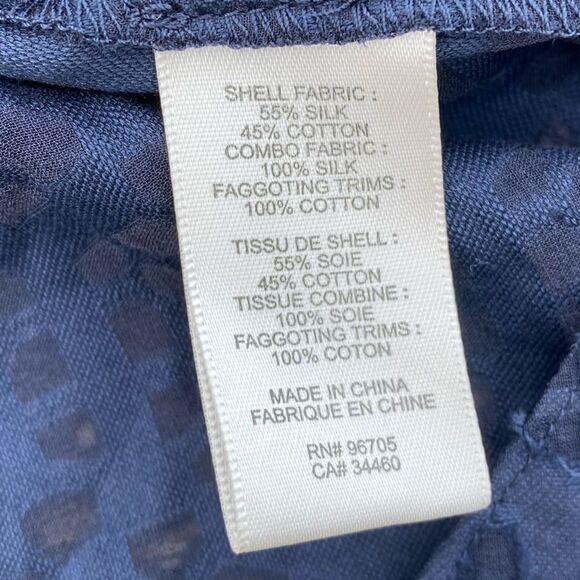 SHELL FABRIC :
55% SILK
45% COTTON
COMBO FABRIC :
100% SILK
FAGGOTING TRIMS :
100% COTTON
TISSU DE SHELL :
55% SOIE
45% COTTON
TISSUE COMBINE :
100% SOIE
FAGGOTING TRIMS :
100% COTON
MADE IN CHINA
FABRIQUE EN CHINE
RN# 96705
CA# 34460